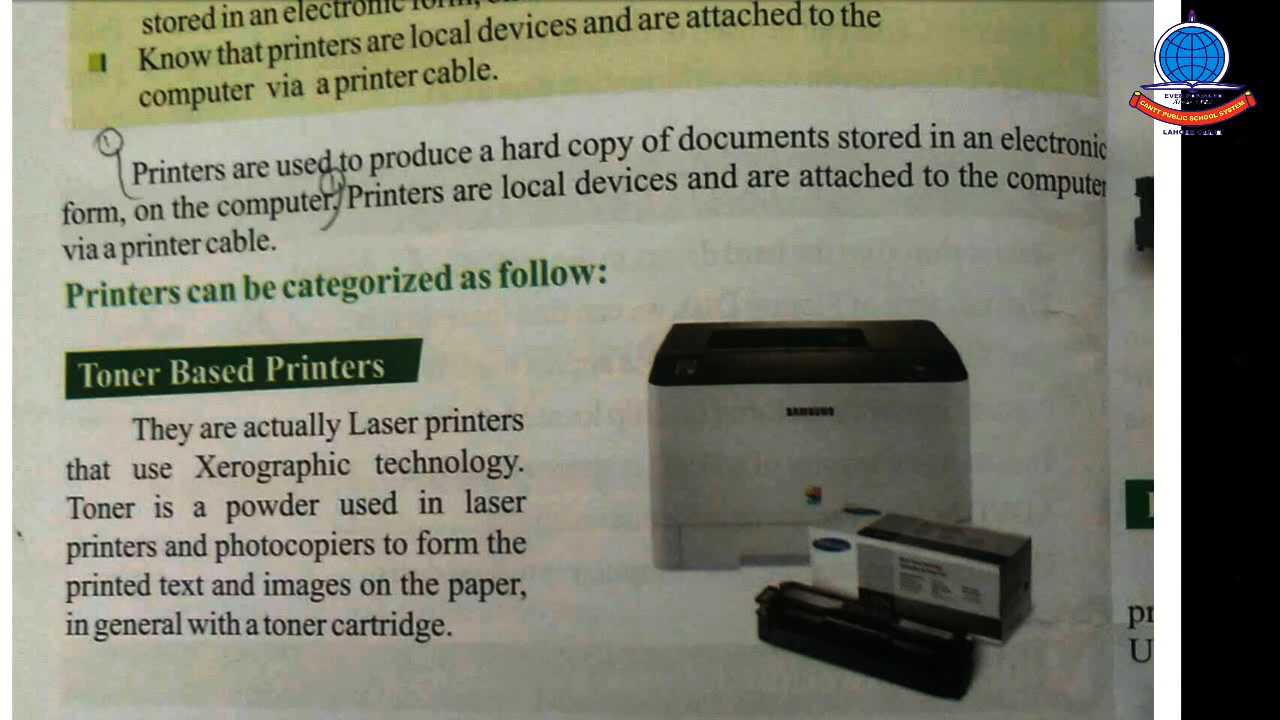 stored in an electronic form,
Know that printers are local devices and are attached to the
computer via a printer cable.
Printers are used to produce a hard copy of documents stored in an electronic
form, on the computer. Printers are local devices and are attached to the computer
via a printer cable.
Printers can be categorized as follow:
Toner Based Printers
They are actually Laser printers
that use Xerographic technology.
Toner is a powder used in laser
printers and photocopiers to form the
printed text and images on the paper,
in general with a toner cartridge.
SAMSUNG
CANTT PUBLIC SCHOOL SYSTEM
pr
U